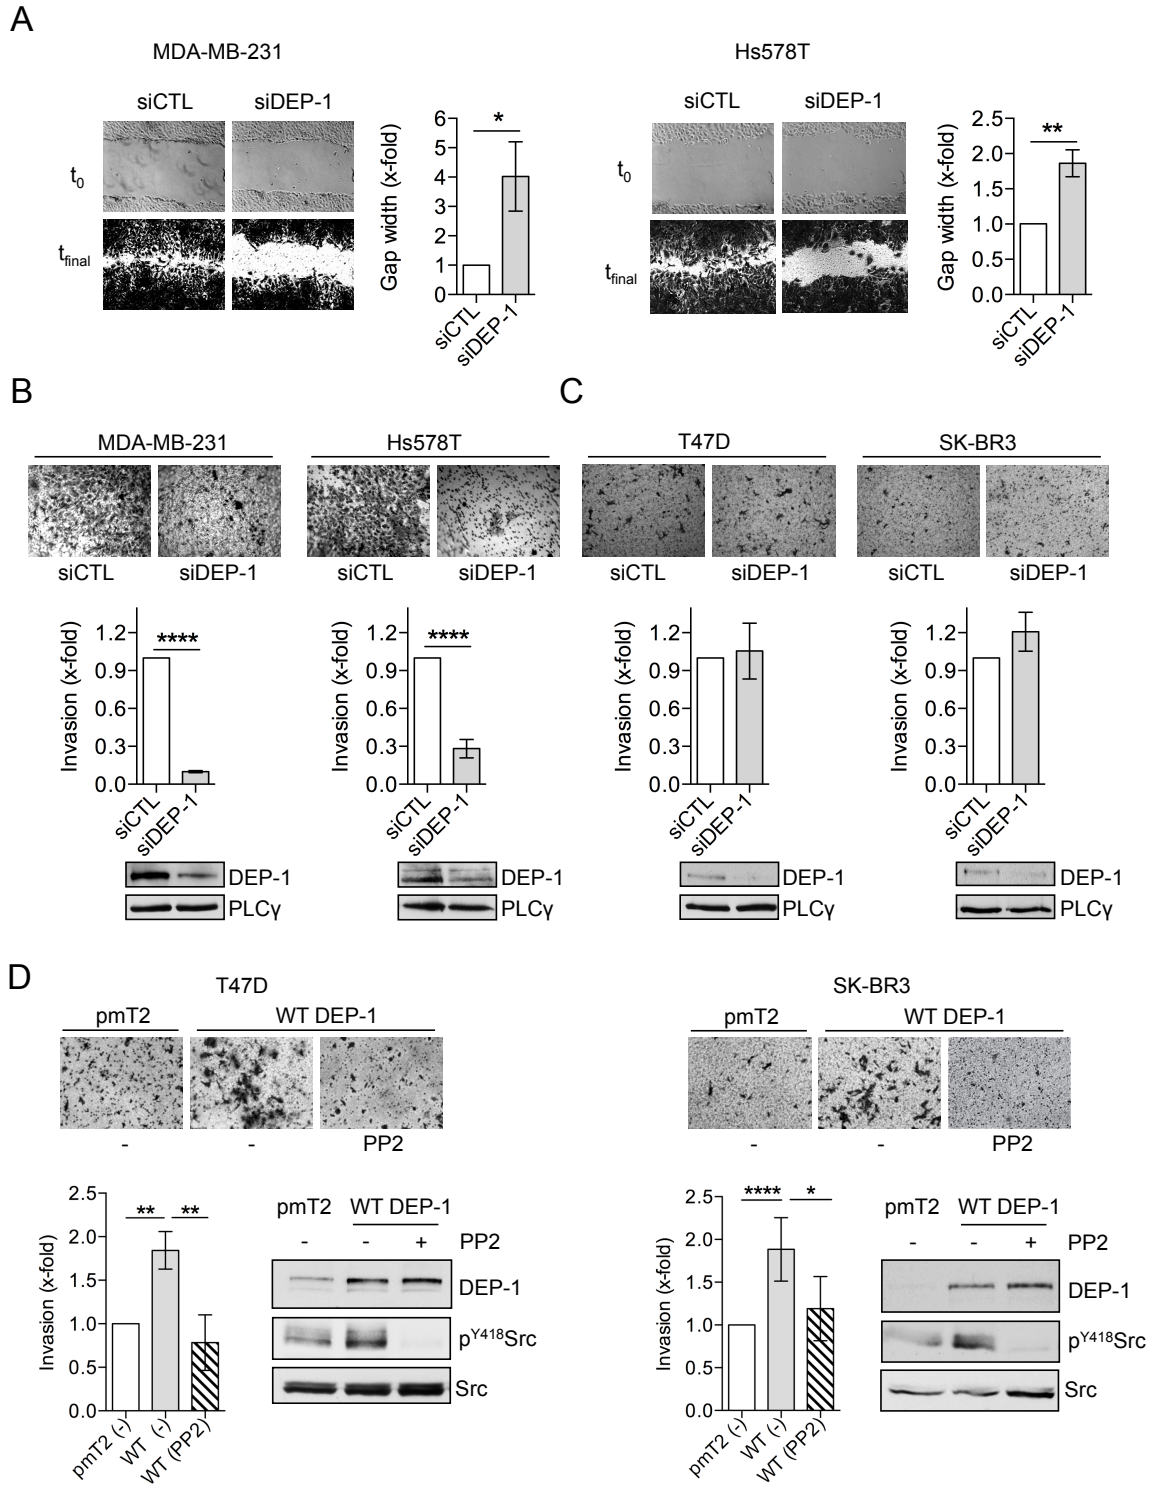 A
MDA-MB-231
Hs578T
siCTL siDEP-1
siCTL siDEP-1
t0
tfinal
Gap width (x-fold)
6
5
4
3
2
1
0
*
siCTL
siDEP-1
t0
tfinal
Gap width (x-fold)
2.5
2.0
1.5
1.0
0.5
0.0
**
siCTL
siDEP-1
B
MDA-MB-231
Hs578T
siCTL siDEP-1
siCTL siDEP-1
Invasion (x-fold)
1.2
0.9
0.6
0.3
0.0
****
siCTL
siDEP-1
DEP-1
PLCγ
Invasion (x-fold)
1.2
0.9
0.6
0.3
0.0
****
siCTL
siDEP-1
DEP-1
PLCγ
C
T47D
SK-BR3
siCTL siDEP-1
siCTL siDEP-1
Invasion (x-fold)
1.2
0.9
0.6
0.3
0.0
siCTL
siDEP-1
DEP-1
PLCγ
Invasion (x-fold)
1.2
0.9
0.6
0.3
0.0
siCTL
siDEP-1
DEP-1
PLCγ
D
T47D
pmT2 WT DEP-1
- - PP2
Invasion (x-fold)
2.5
2.0
1.5
1.0
0.5
0.0
** **
pmT2 (-)
WT (-)
WT (PP2)
pmT2 WT DEP-1
- - + PP2
DEP-1
pY418Src
Src
SK-BR3
pmT2 WT DEP-1
- - PP2
Invasion (x-fold)
2.5
2.0
1.5
1.0
0.5
0.0
**** *
pmT2 (-)
WT (-)
WT (PP2)
pmT2 WT DEP-1
- - + PP2
DEP-1
pY418Src
Src